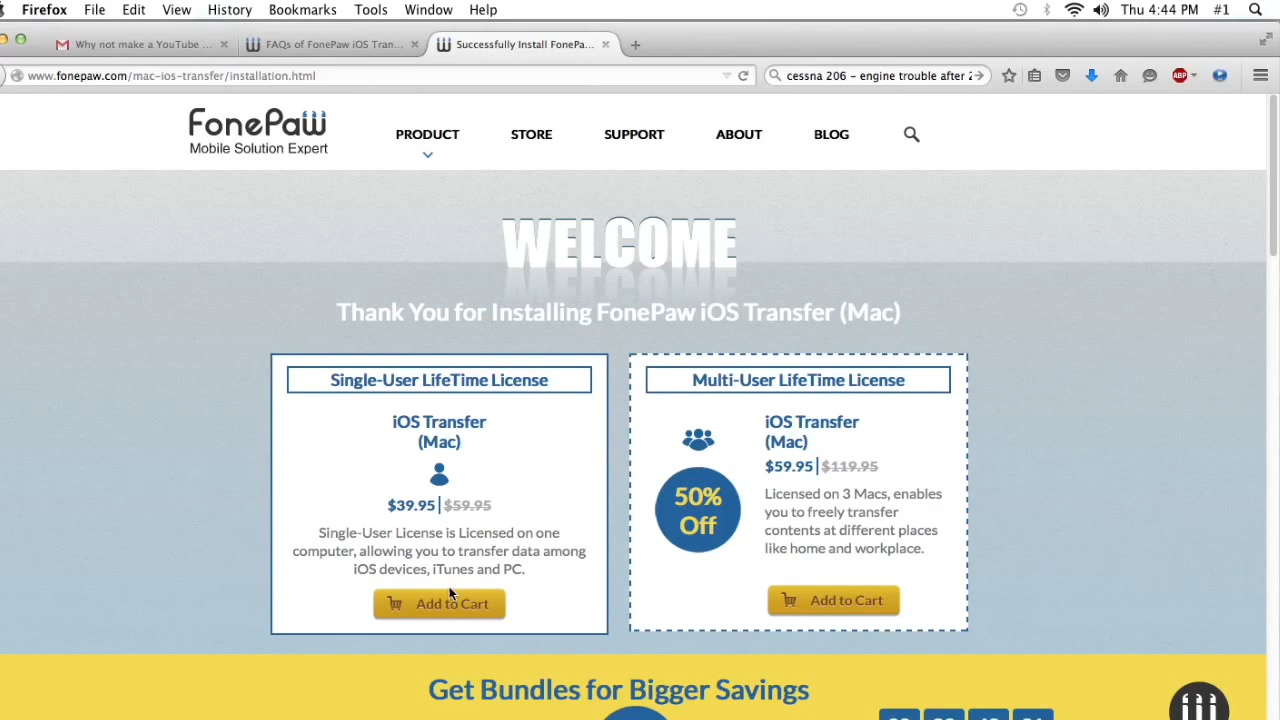 Firefox File Edit View History Bookmarks Tools Window Help Thu 4:44 PM #1
Why not make a YouTube ... FAQs of FonePaw iOS Tran... Successfully Install FonePa...
www.fonepaw.com/mac-ios-transfer/installation.html cessna 206 - engine trouble after ABP
FonePaw
Mobile Solution Expert
PRODUCT STORE SUPPORT ABOUT BLOG
WELCOME
Thank You for Installing FonePaw iOS Transfer (Mac)
Single-User LifeTime License
iOS Transfer
(Mac)
$39.95 $59.95
Single-User License is Licensed on one
computer, allowing you to transfer data among
iOS devices, iTunes and PC.
Add to Cart
Multi-User LifeTime License
50%
Off
iOS Transfer
(Mac)
$59.95 $119.95
Licensed on 3 Macs, enables
you to freely transfer
contents at different places
like home and workplace.
Add to Cart
Get Bundles for Bigger Savings